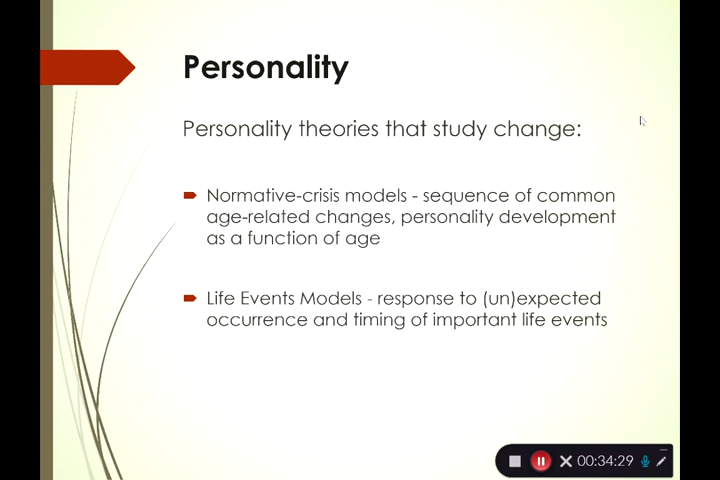 Personality
Personality theories that study change:
Normative-crisis models - sequence of common
age-related changes, personality development
as a function of age
Life Events Models - response to (un)expected
occurrence and timing of important life events
00:34:29